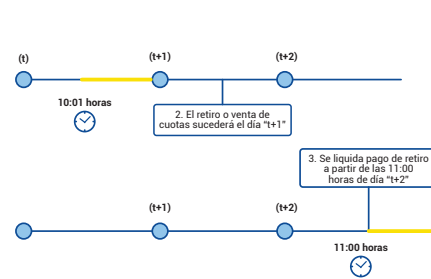 (t)
(t+1)
(t+2)
10:01 horas
2. El retiro o venta de
cuotas sucederá el día "t+1"
3. Se liquida pago de retiro
a partir de las 11:00
horas de día "t+2"
(t+1)
(t+2)
11:00 horas